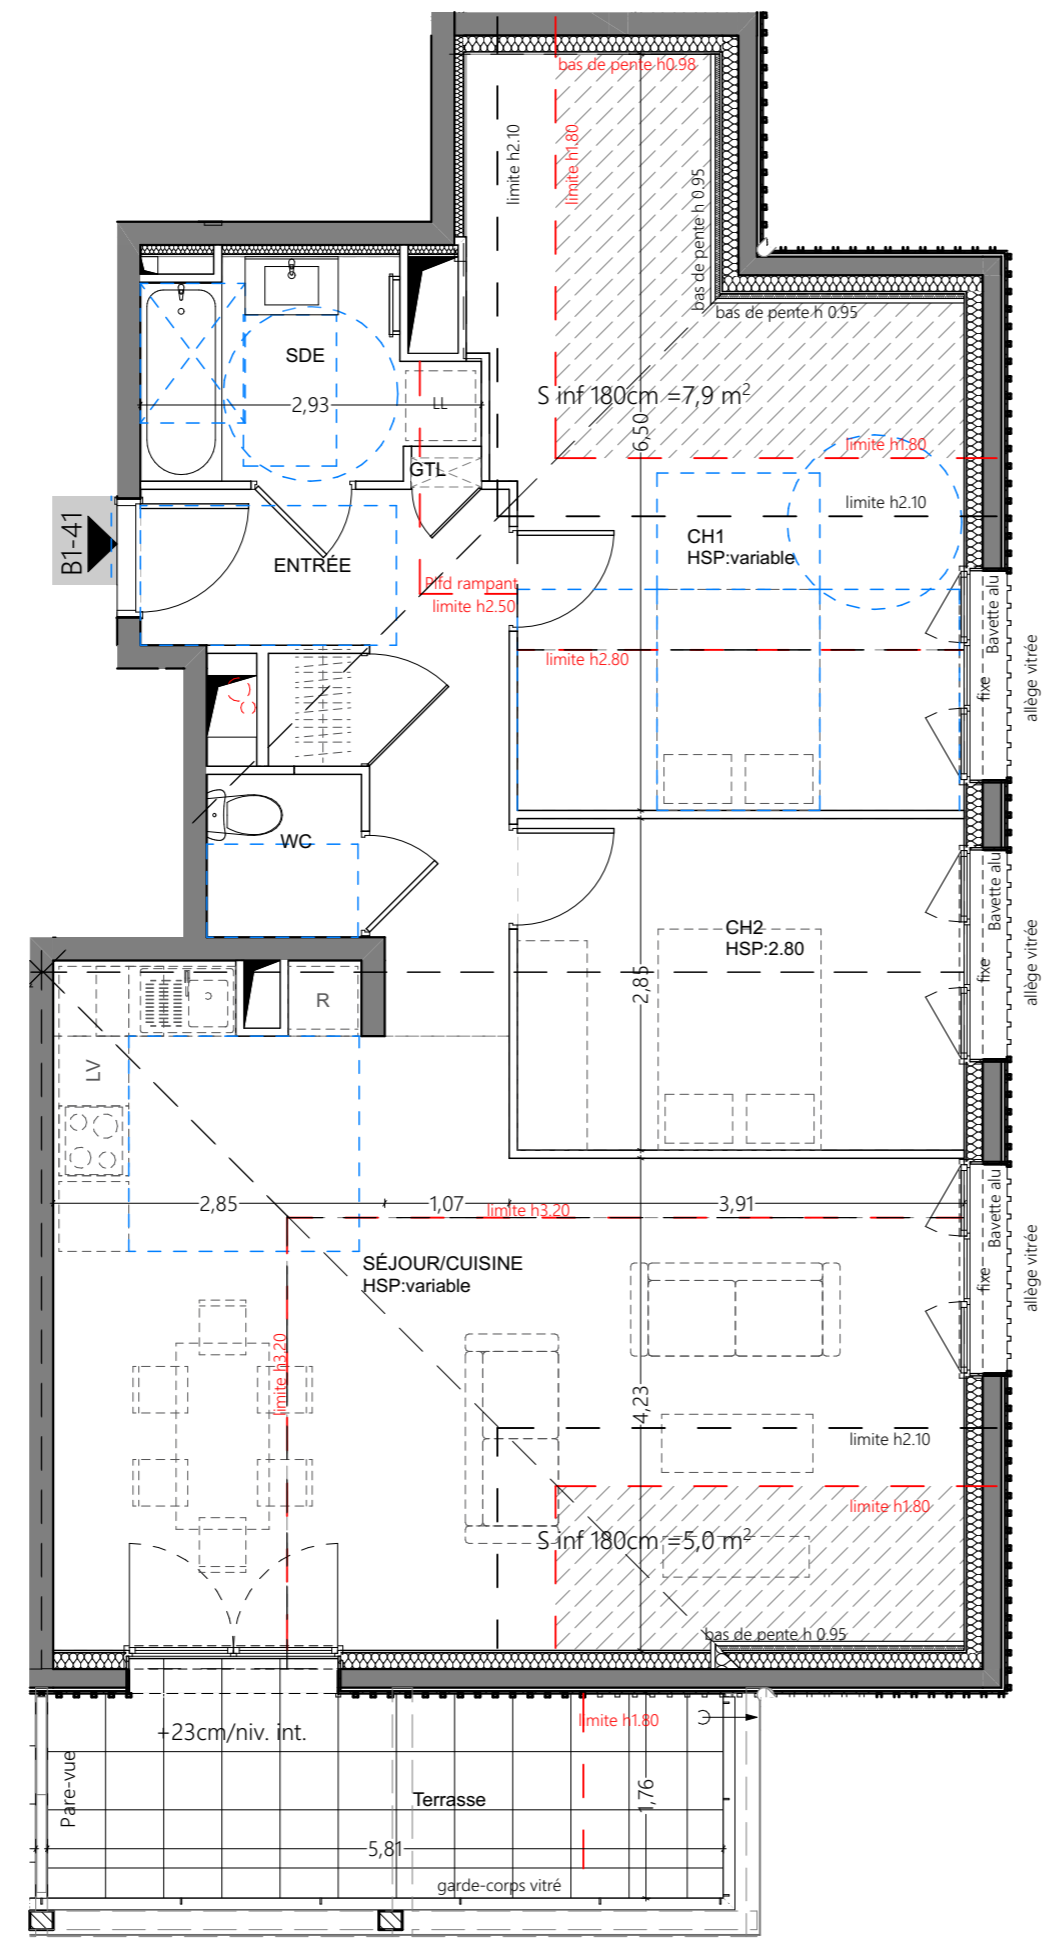 bas de pente h0.98
limite h2.10
limite h1.80
bas de pente h 0.95
bas de pente h 0.95
SDE
2,93
LL
S inf 180cm =7,9 m²
6,50
limite h1.80
GTL
limite h2.10
B1-41
CH1
HSP:variable
ENTRÉE
Plfd rampant
limite h2.50
limite h2.80
Bavette alu
fixe
allège vitrée
WC
CH2
HSP:2.80
Bavette alu
fixe
allège vitrée
2,85
R
LV
2,85
1,07
3,91
limite h3.20
Bavette alu
fixe
allège vitrée
SÉJOUR/CUISINE
HSP:variable
limite h3.20
4,23
limite h2.10
limite h1.80
S inf 180cm =5,0 m²
bas de pente h 0.95
limite h1.80
+23cm/niv. int.
Pare-vue
Terrasse
1,76
5,81
garde-corps vitré